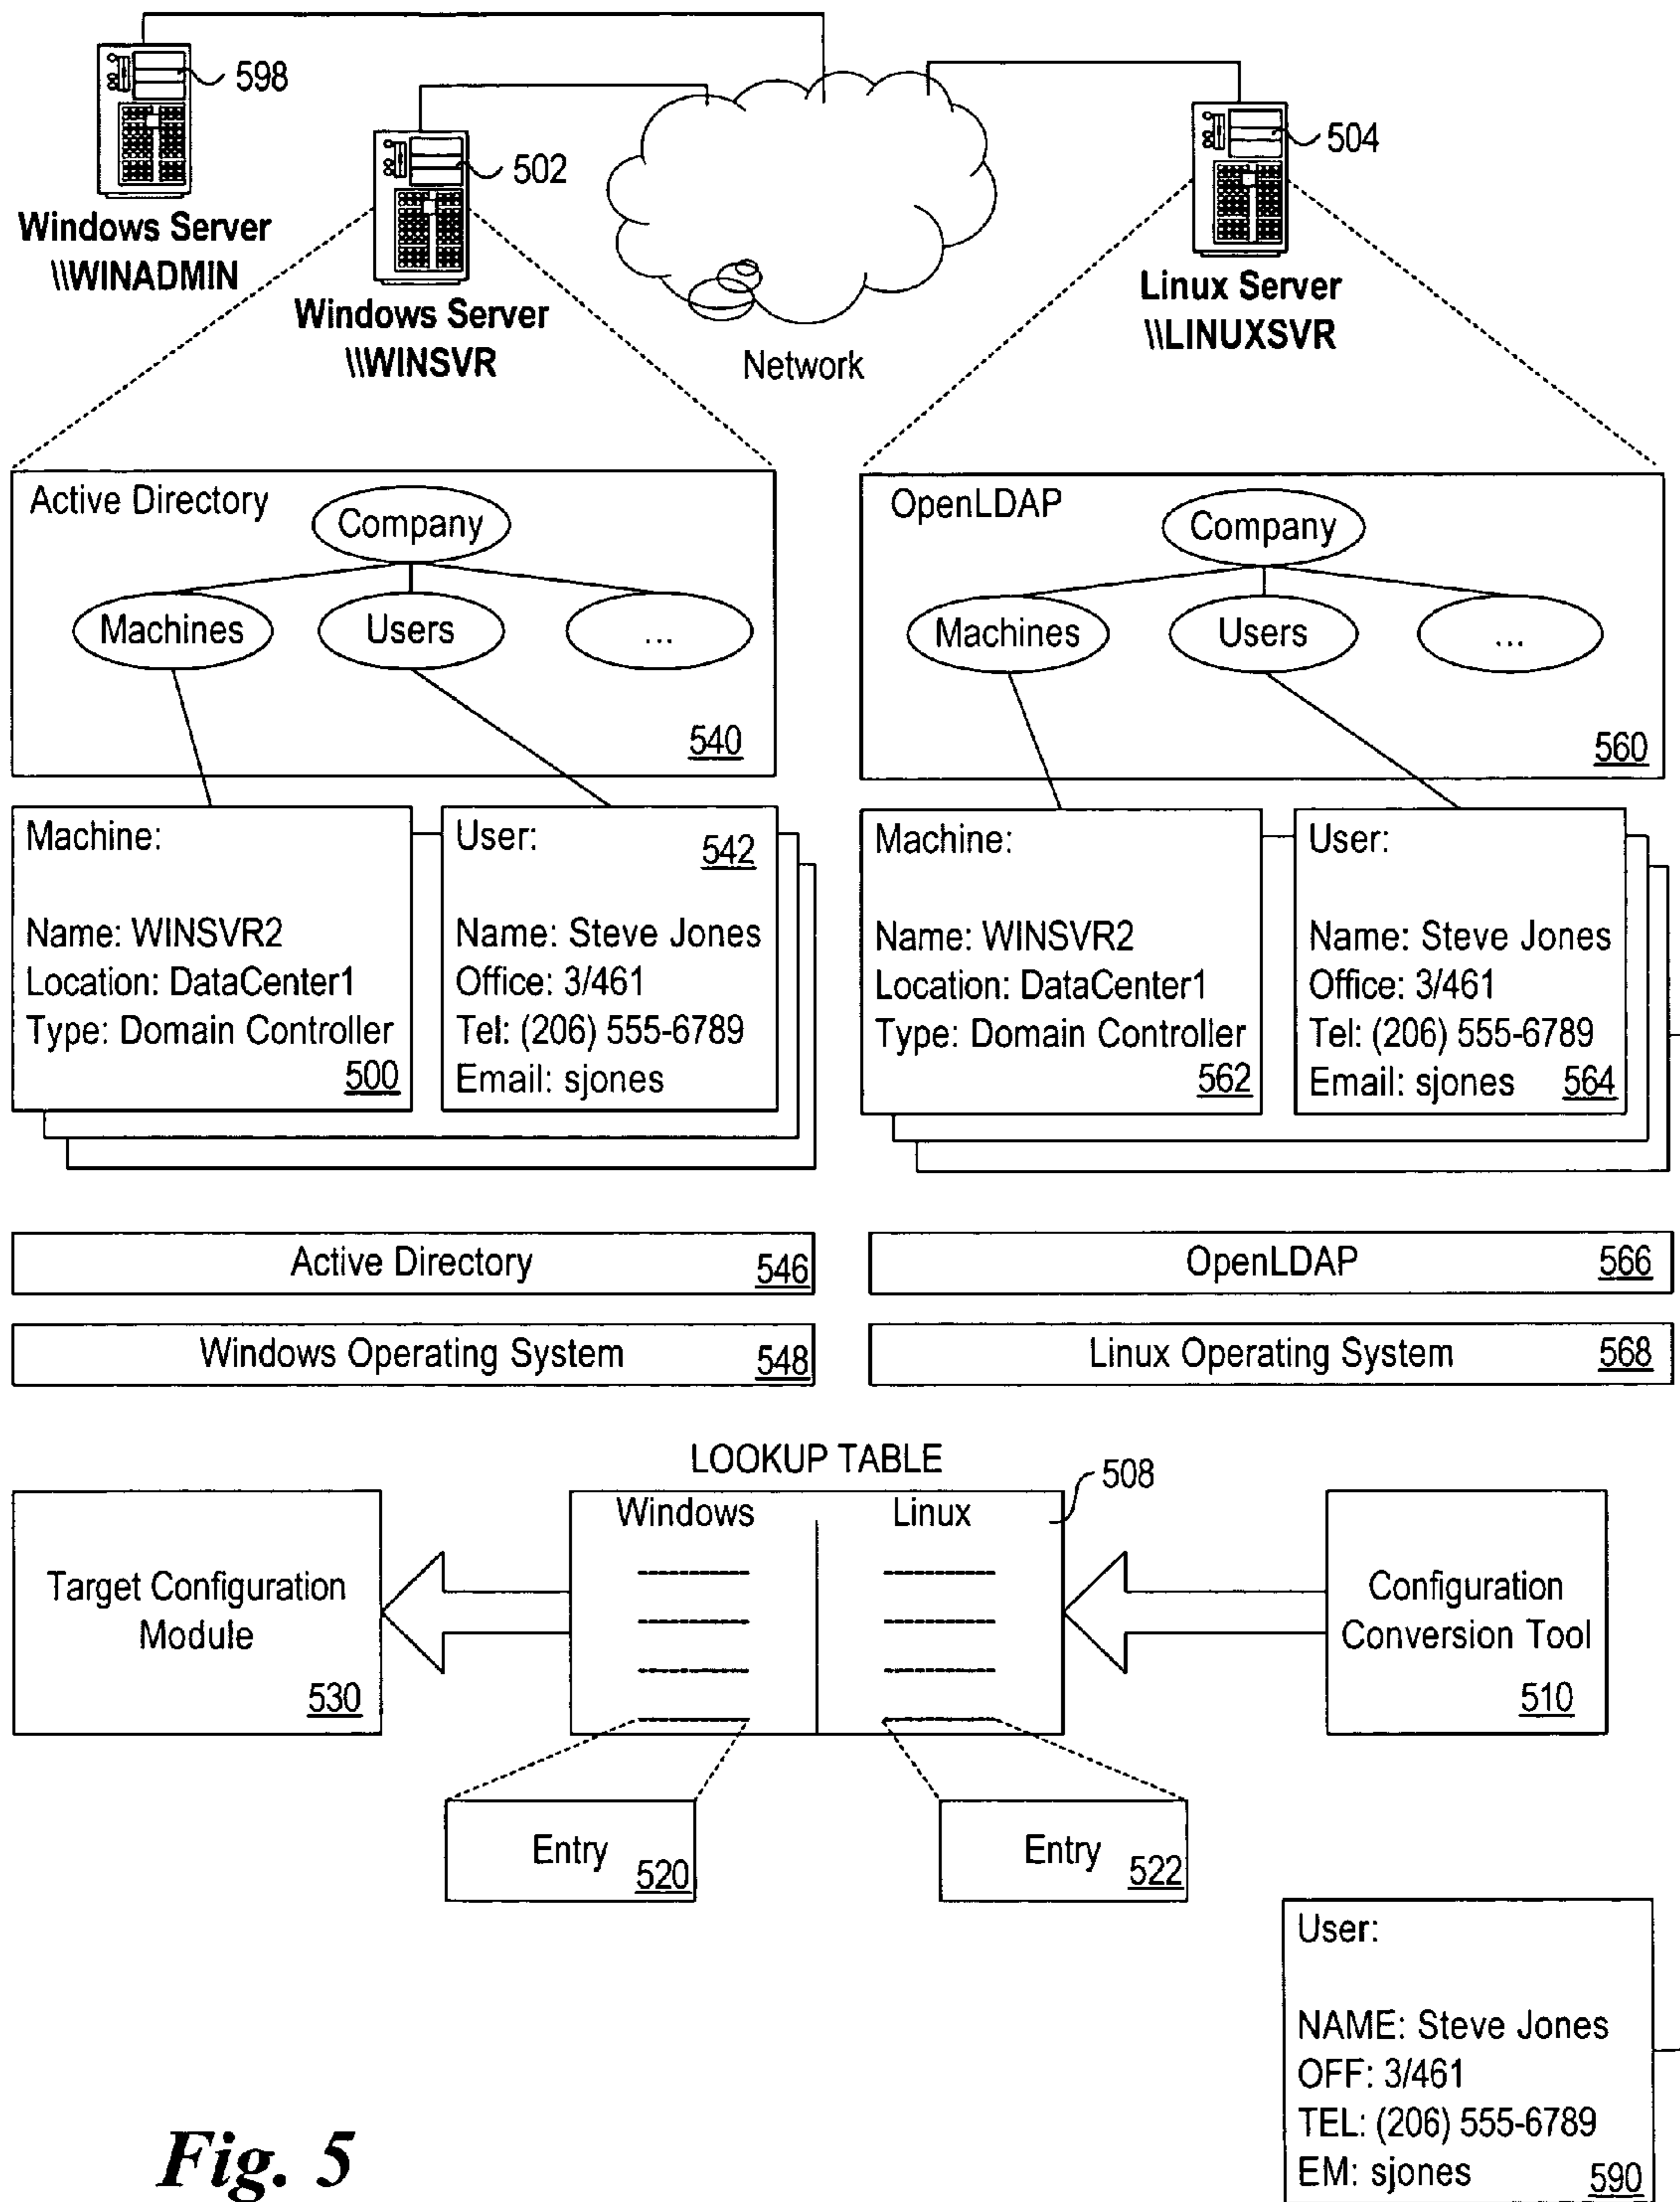 598
Windows Server
\\WINADMIN
502
Windows Server
\\WINSVR
Network
504
Linux Server
\\LINUXSVR
Active Directory
Company
Machines
Users
...
540
OpenLDAP
Company
Machines
Users
...
560
Machine:
Name: WINSVR2
Location: DataCenter1
Type: Domain Controller
500
User:
542
Name: Steve Jones
Office: 3/461
Tel: (206) 555-6789
Email: sjones
Machine:
Name: WINSVR2
Location: DataCenter1
Type: Domain Controller
562
User:
Name: Steve Jones
Office: 3/461
Tel: (206) 555-6789
Email: sjones 564
Active Directory 546
OpenLDAP 566
Windows Operating System 548
Linux Operating System 568
LOOKUP TABLE
508
Target Configuration
Module
530
Windows
Linux
Configuration
Conversion Tool
510
Entry 520
Entry 522
User:
NAME: Steve Jones
OFF: 3/461
TEL: (206) 555-6789
EM: sjones 590
Fig. 5